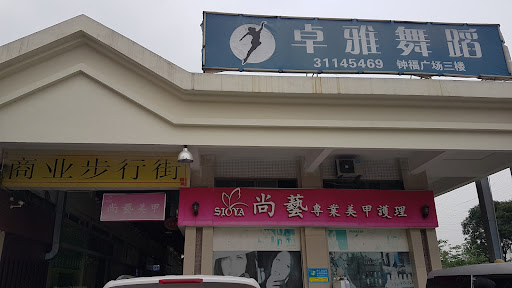 卓雅舞蹈
31145469 钟福广场三楼
商业步行街
尚藝美甲
SIOYA 尚藝專業美甲護理